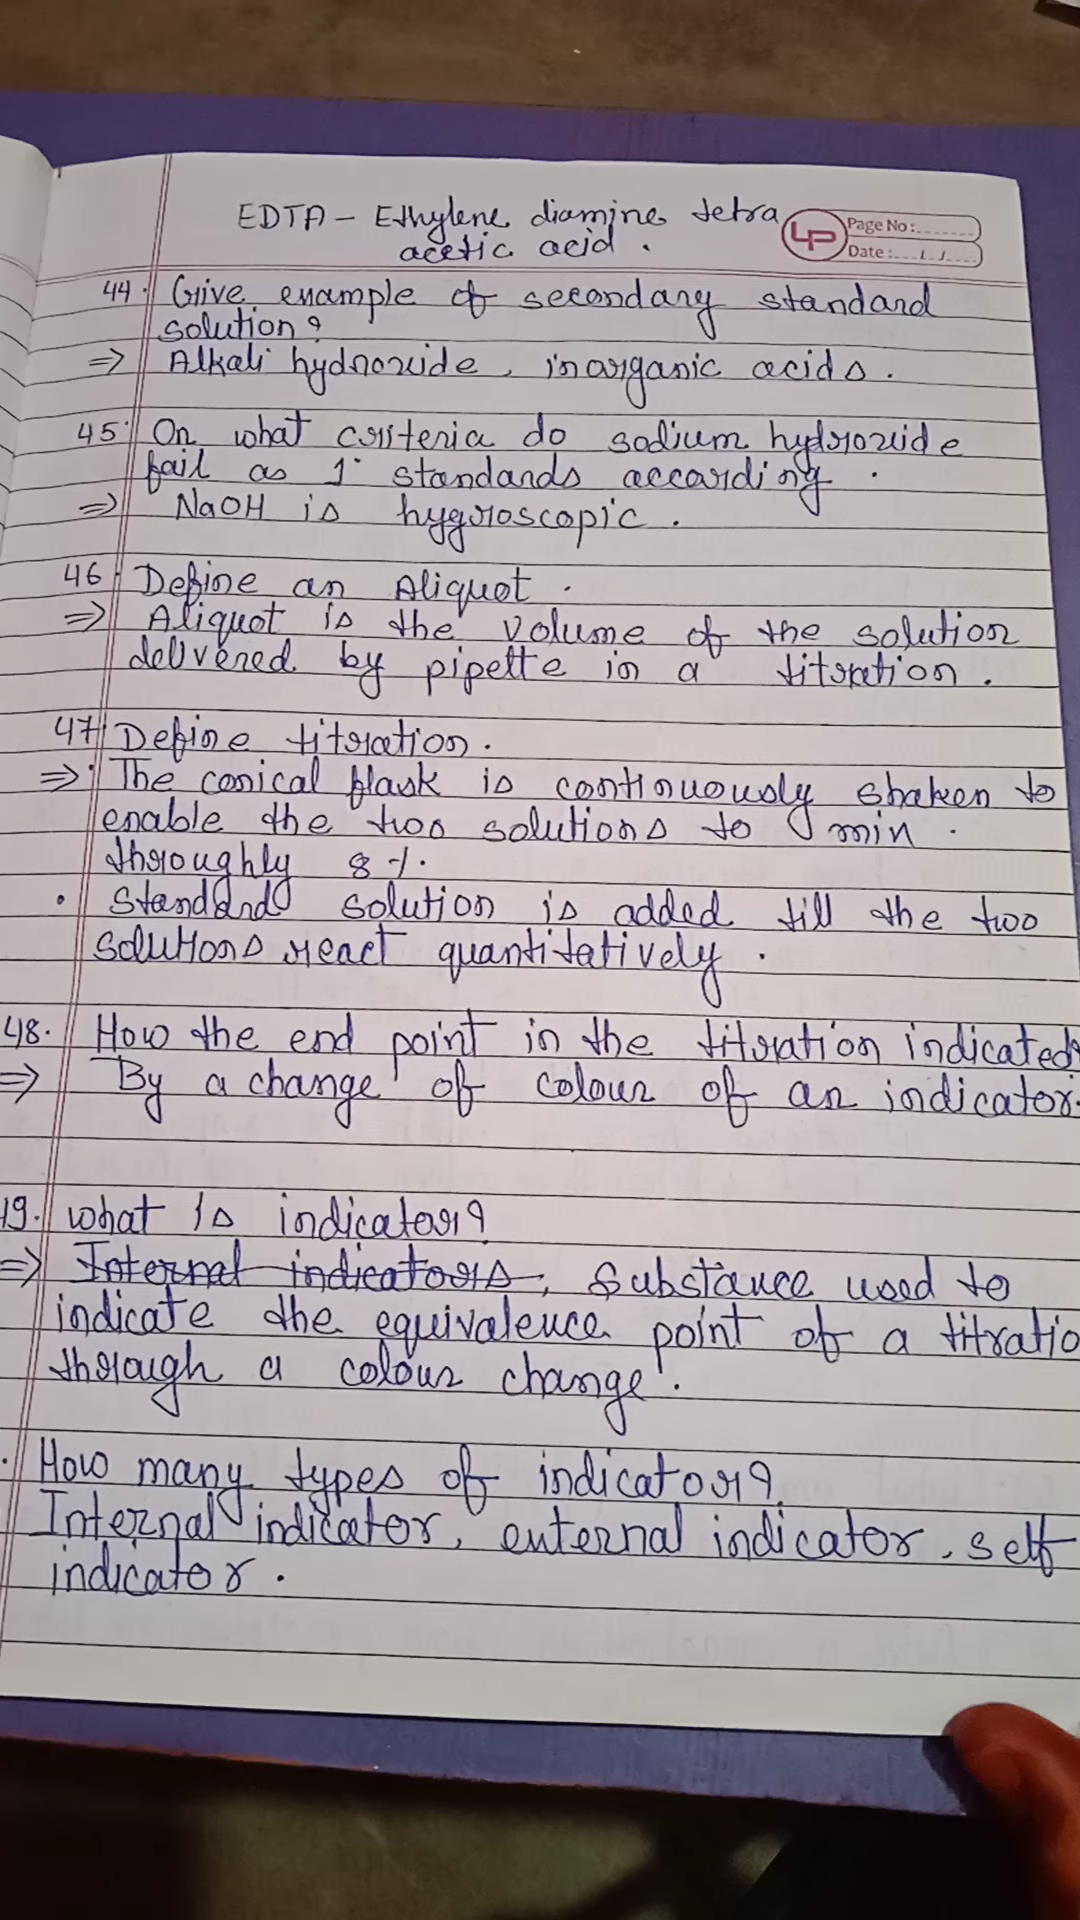 EDTA - Ethylene diamine tetra
acetic acid.
LP
Page No:
Date:
44. Give example of secondary standard
solution?
⇒ Alkali hydroxide, inorganic acids.
45. On what criteria do sodium hydroxide
fail as 1° standards according.
⇒ NaOH is hygroscopic.
46. Define an Aliquot.
⇒ Aliquot is the volume of the solution
delivered by pipette in a titration.
47. Define titration.
⇒ The conical flask is continuously shaken to
enable the two solutions to mix.
thoroughly
• Standard solution is added till the two
solutions react quantitatively.
48. How the end point in the titration indicated?
⇒ By a change of colour of an indicator.
19. what is indicator?
⇒ Internal indicators, Substance used to
indicate the equivalence point of a titratio
through a colour change.
. How many types of indicator?
Internal indicator, external indicator, self
indicator.